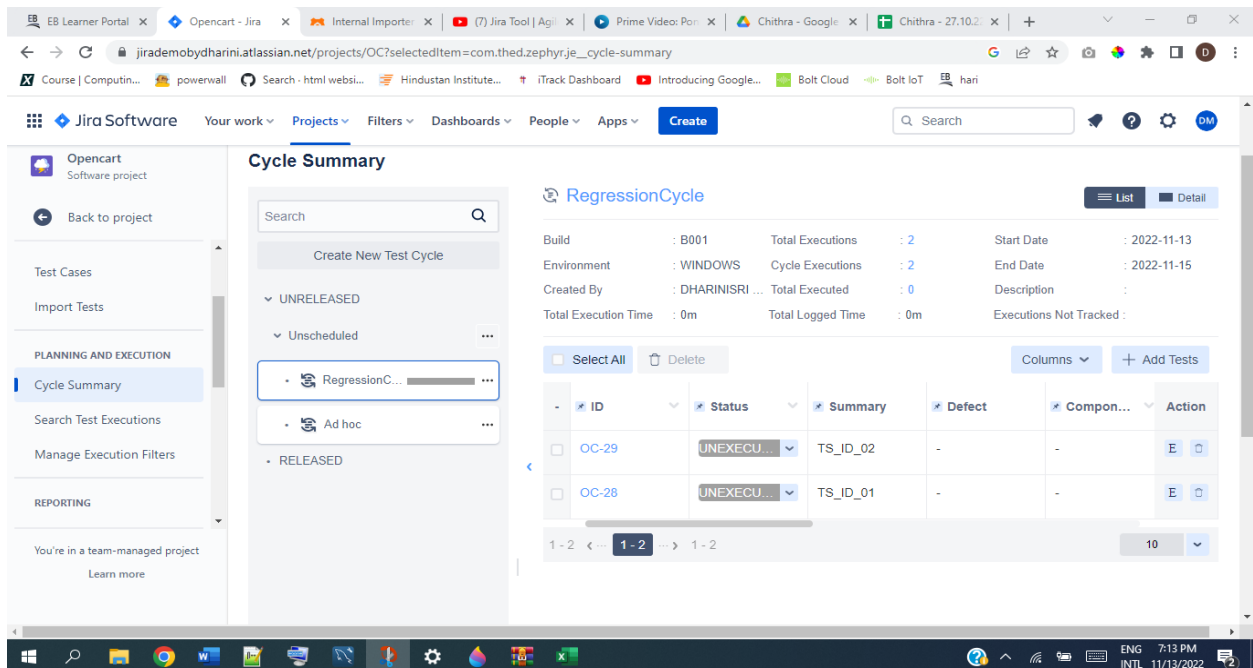 EB Learner Portal
Opencart - Jira
Internal Importer
(7) Jira Tool | Agil
Prime Video: Pon
Chithra - Google
Chithra - 27.10.2
jirademobydharini.atlassian.net/projects/OC?selectedItem=com.thed.zephyr.je__cycle-summary
D
Course | Computin... powerwall Search · html websi... Hindustan Institute... iTrack Dashboard Introducing Google... Bolt Cloud Bolt IoT EB hari
Jira Software Your work Projects Filters Dashboards People Apps Create Search DM
Opencart
Software project
Back to project
Test Cases
Import Tests
PLANNING AND EXECUTION
Cycle Summary
Search Test Executions
Manage Execution Filters
REPORTING
You're in a team-managed project
Learn more
Cycle Summary
Search
Create New Test Cycle
UNRELEASED
Unscheduled
RegressionC...
Ad hoc
RELEASED
RegressionCycle List Detail
Build : B001 Total Executions : 2 Start Date : 2022-11-13
Environment : WINDOWS Cycle Executions : 2 End Date : 2022-11-15
Created By : DHARINISRI ... Total Executed : 0 Description :
Total Execution Time : 0m Total Logged Time : 0m Executions Not Tracked :
Select All Delete Columns + Add Tests
- ID Status Summary Defect Compon... Action
OC-29 UNEXECU... TS_ID_02 - - E
OC-28 UNEXECU... TS_ID_01 - - E
1 - 2 1 - 2 1 - 2 10
ENG 7:13 PM
INTL 11/13/2022 2